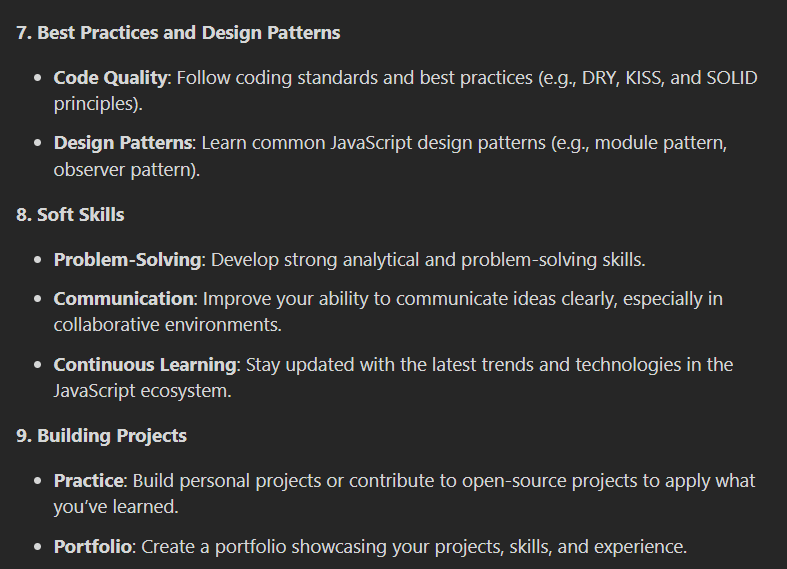 7. Best Practices and Design Patterns
• Code Quality: Follow coding standards and best practices (e.g., DRY, KISS, and SOLID
principles).
• Design Patterns: Learn common JavaScript design patterns (e.g., module pattern,
observer pattern).
8. Soft Skills
• Problem-Solving: Develop strong analytical and problem-solving skills.
• Communication: Improve your ability to communicate ideas clearly, especially in
collaborative environments.
• Continuous Learning: Stay updated with the latest trends and technologies in the
JavaScript ecosystem.
9. Building Projects
• Practice: Build personal projects or contribute to open-source projects to apply what
you’ve learned.
• Portfolio: Create a portfolio showcasing your projects, skills, and experience.